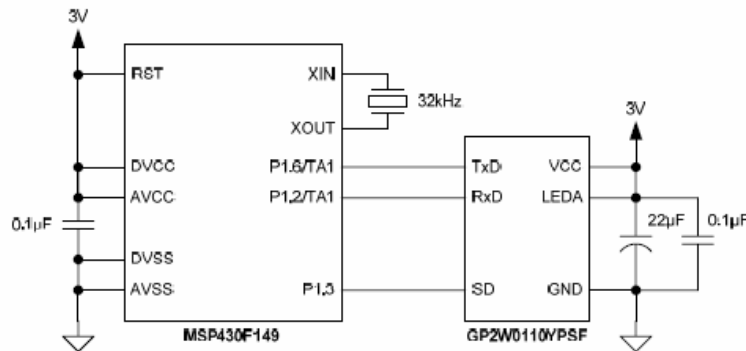 3V
RST
XIN
32kHz
XOUT
3V
DVCC
P1.6/TA1
TxD
VCC
AVCC
P1.2/TA1
RxD
LEDA
0.1µF
22µF
0.1µF
DVSS
AVSS
P1.3
SD
GND
MSP430F149
GP2W0110YPSF